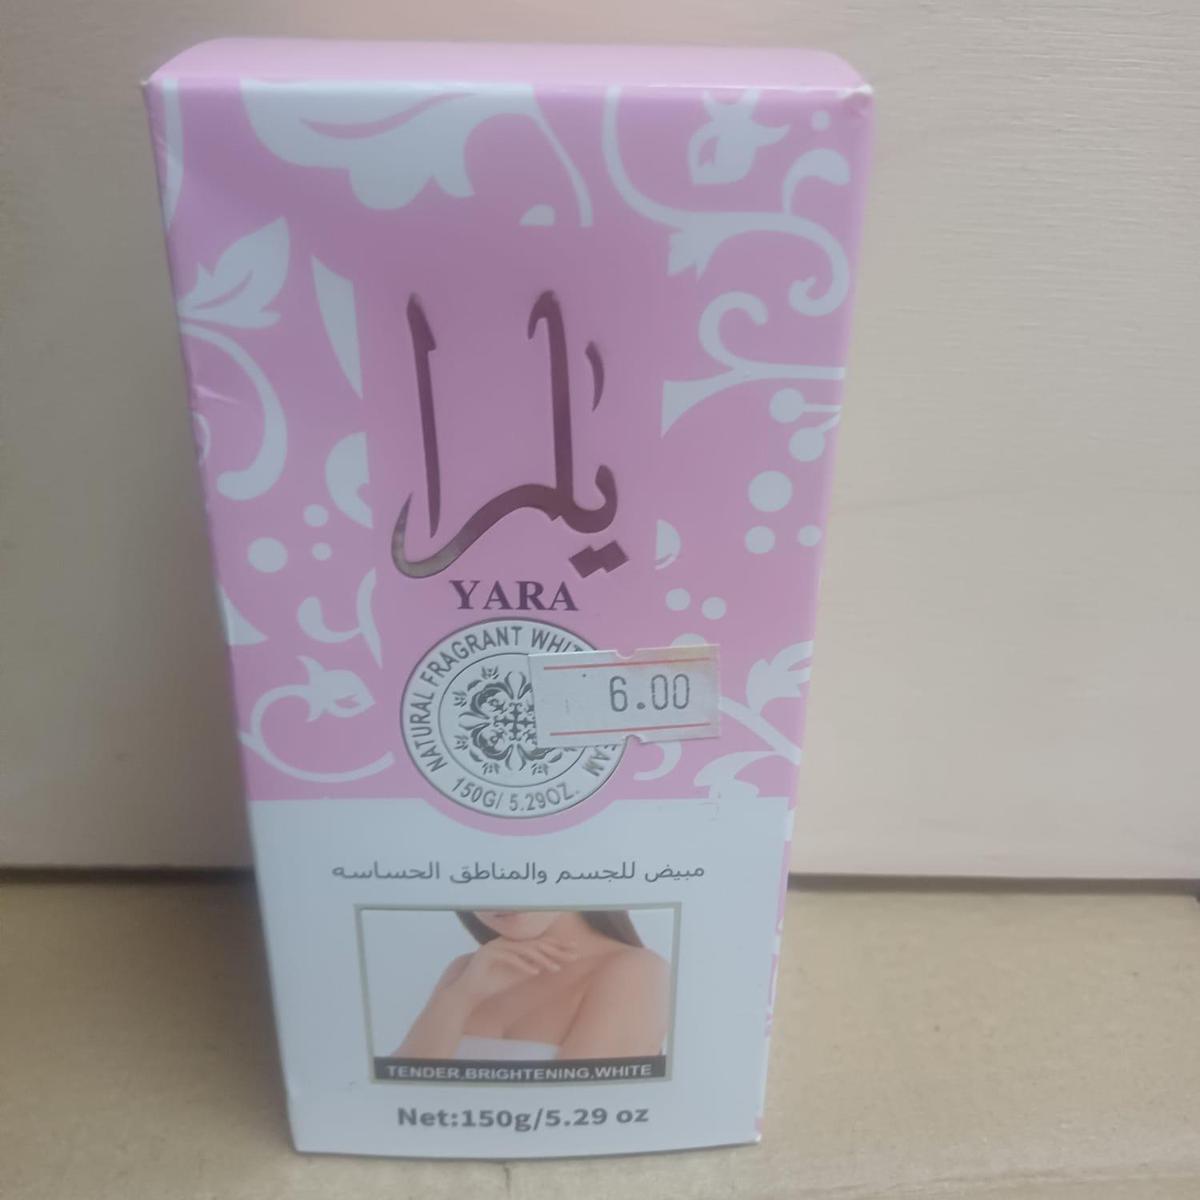 يارا
YARA
NATURAL FRAGRANT
150G/ 5.29OZ.
6.00
مبيض للجسم والمناطق الحساسه
TENDER,BRIGHTENING,WHITE
Net:150g/5.29 oz